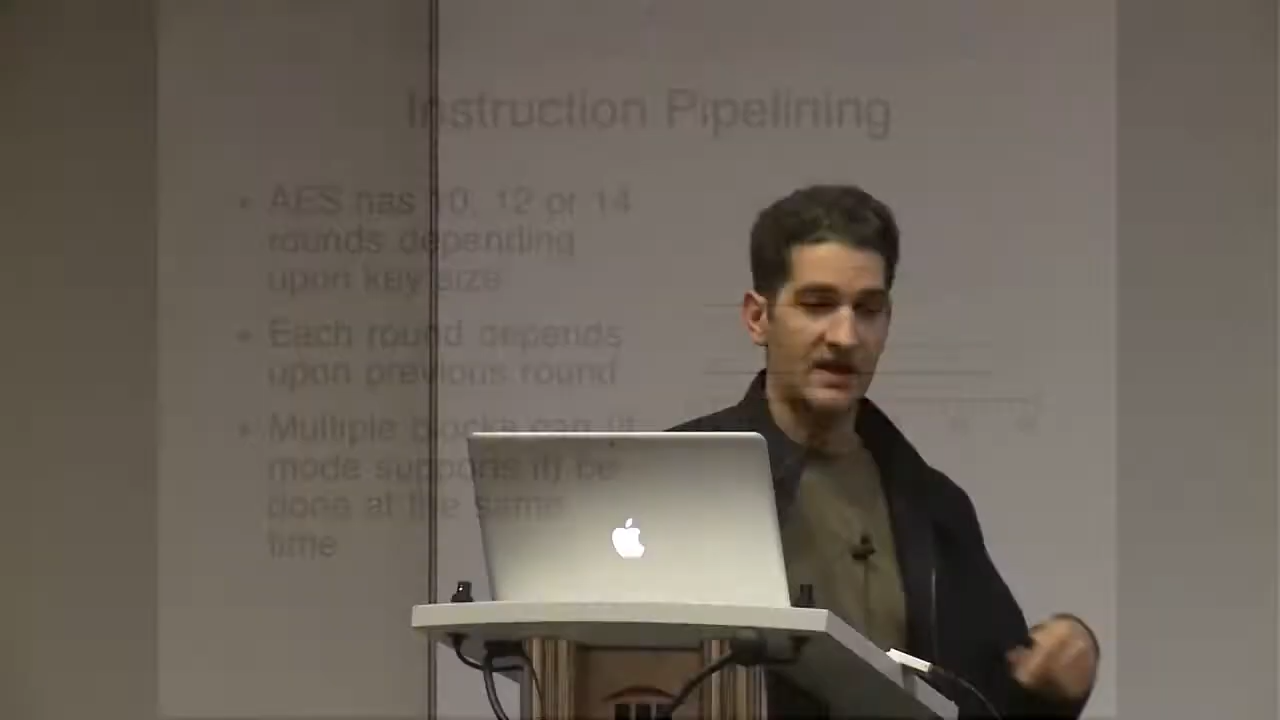 Instruction Pipelining
• AES has 10, 12 or 14
rounds depending
upon key size
• Each round depends
upon previous round
• Multiple blocks can (if
mode supports it) be
done at the same
time